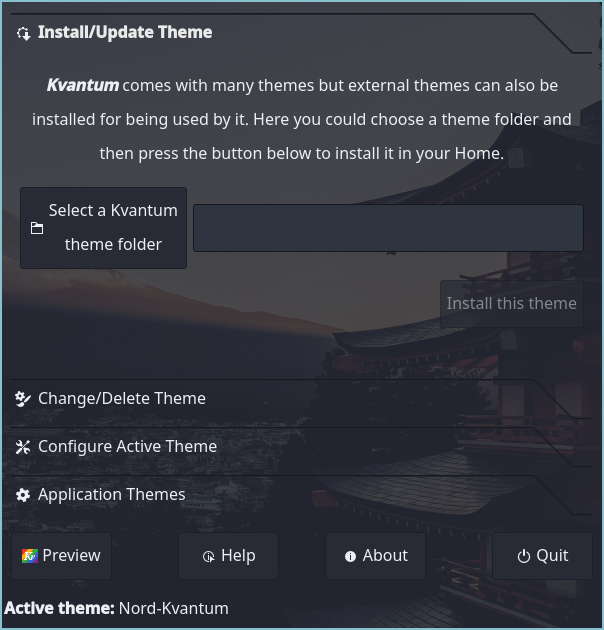 Install/Update Theme
Kvantum comes with many themes but external themes can also be
installed for being used by it. Here you could choose a theme folder and
then press the button below to install it in your Home.
Select a Kvantum
theme folder
Install this theme
Change/Delete Theme
Configure Active Theme
Application Themes
Preview Help About Quit
Active theme: Nord-Kvantum